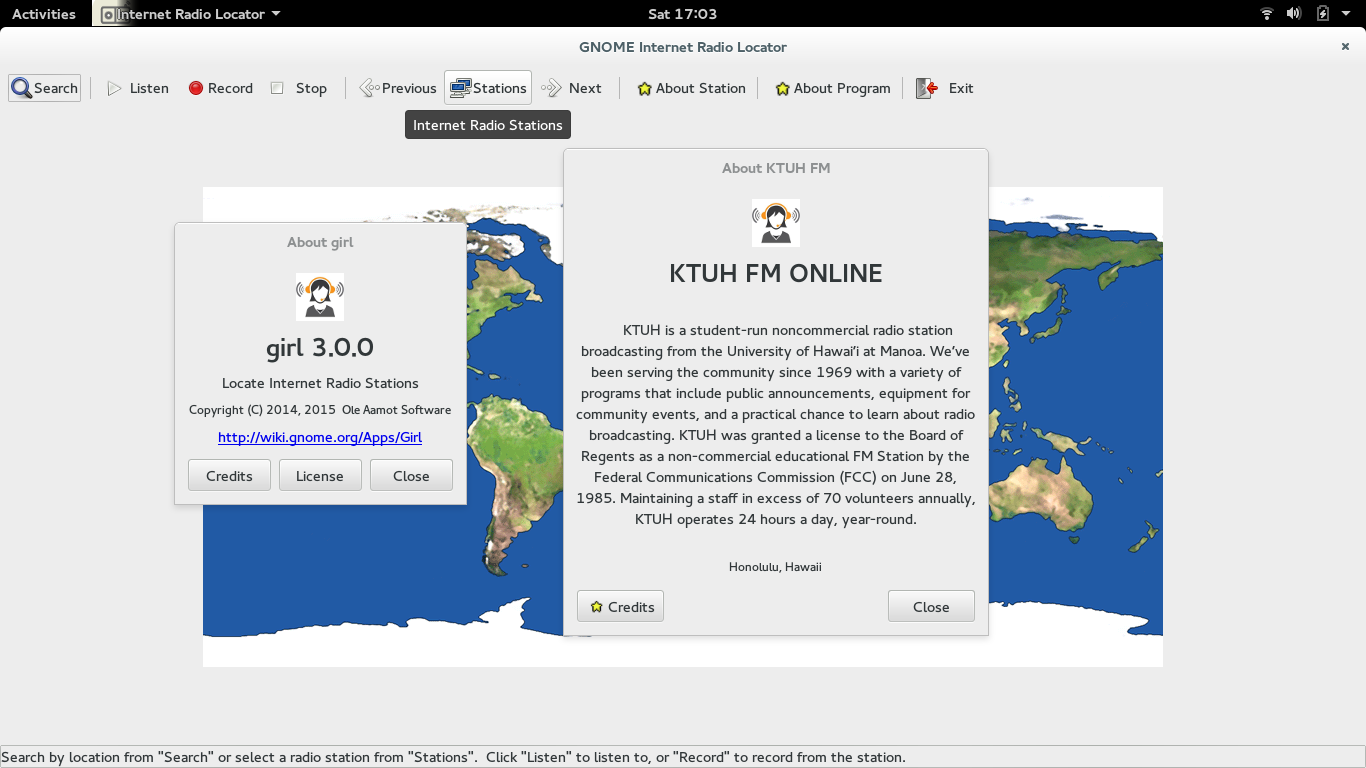 Activities Internet Radio Locator Sat 17:03
GNOME Internet Radio Locator
Search Listen Record Stop Previous Stations Next About Station About Program Exit
Internet Radio Stations
About girl
girl 3.0.0
Locate Internet Radio Stations
Copyright (C) 2014, 2015 Ole Aamot Software
http://wiki.gnome.org/Apps/Girl
Credits License Close
About KTUH FM
KTUH FM ONLINE
KTUH is a student-run noncommercial radio station
broadcasting from the University of Hawai’i at Manoa. We’ve
been serving the community since 1969 with a variety of
programs that include public announcements, equipment for
community events, and a practical chance to learn about radio
broadcasting. KTUH was granted a license to the Board of
Regents as a non-commercial educational FM Station by the
Federal Communications Commission (FCC) on June 28,
1985. Maintaining a staff in excess of 70 volunteers annually,
KTUH operates 24 hours a day, year-round.
Honolulu, Hawaii
Credits Close
Search by location from "Search" or select a radio station from "Stations".  Click "Listen" to listen to, or "Record" to record from the station.